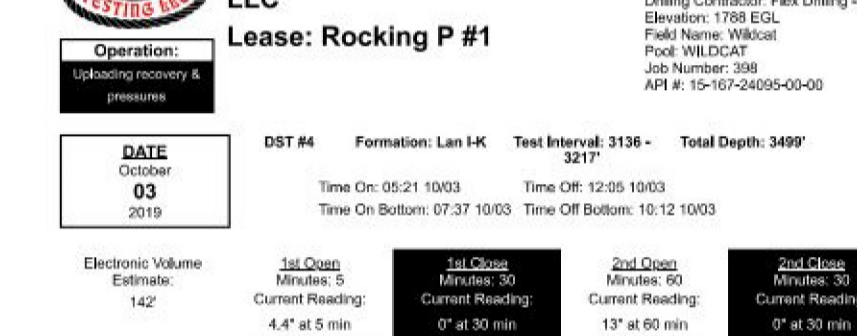 TESTING LLC
LLC
Lease: Rocking P #1
Elevation: 1788 EGL
Field Name: Wildcat
Pool: WILDCAT
Job Number: 398
API #: 15-167-24095-00-00
Operation:
Uploading recovery &
pressures
DATE
October
03
2019
DST #4 Formation: Lan I-K Test Interval: 3136 - Total Depth: 3499'
3217'
Time On: 05:21 10/03 Time Off: 12:05 10/03
Time On Bottom: 07:37 10/03 Time Off Bottom: 10:12 10/03
Electronic Volume
Estimate:
142'
1st Open
Minutes: 5
Current Reading:
4.4" at 5 min
1st Close
Minutes: 30
Current Reading:
0" at 30 min
2nd Open
Minutes: 60
Current Reading:
13" at 60 min
2nd Close
Minutes: 30
Current Reading
0" at 30 min